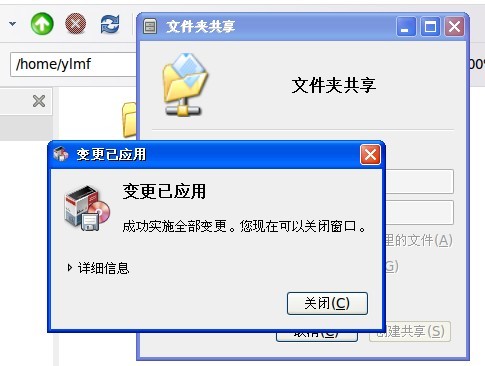 文件夹共享
/home/ylmf
00%
文件夹共享
变更已应用
变更已应用
成功实施全部变更。您现在可以关闭窗口。
里的文件(A)
(G)
详细信息
关闭(C)
取消(C)
创建共享(S)